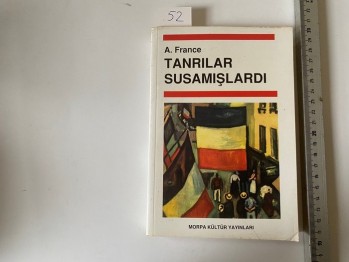 52
A. France
TANRILAR
SUSAMIŞLARDI
MORPA KÜLTÜR YAYINLARI